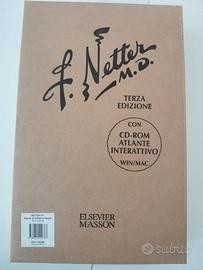 F. Netter
M.D.
TERZA
EDIZIONE
CON
CD-ROM
ATLANTE
INTERATTIVO
WIN/MAC
ELSEVIER
MASSON
subito